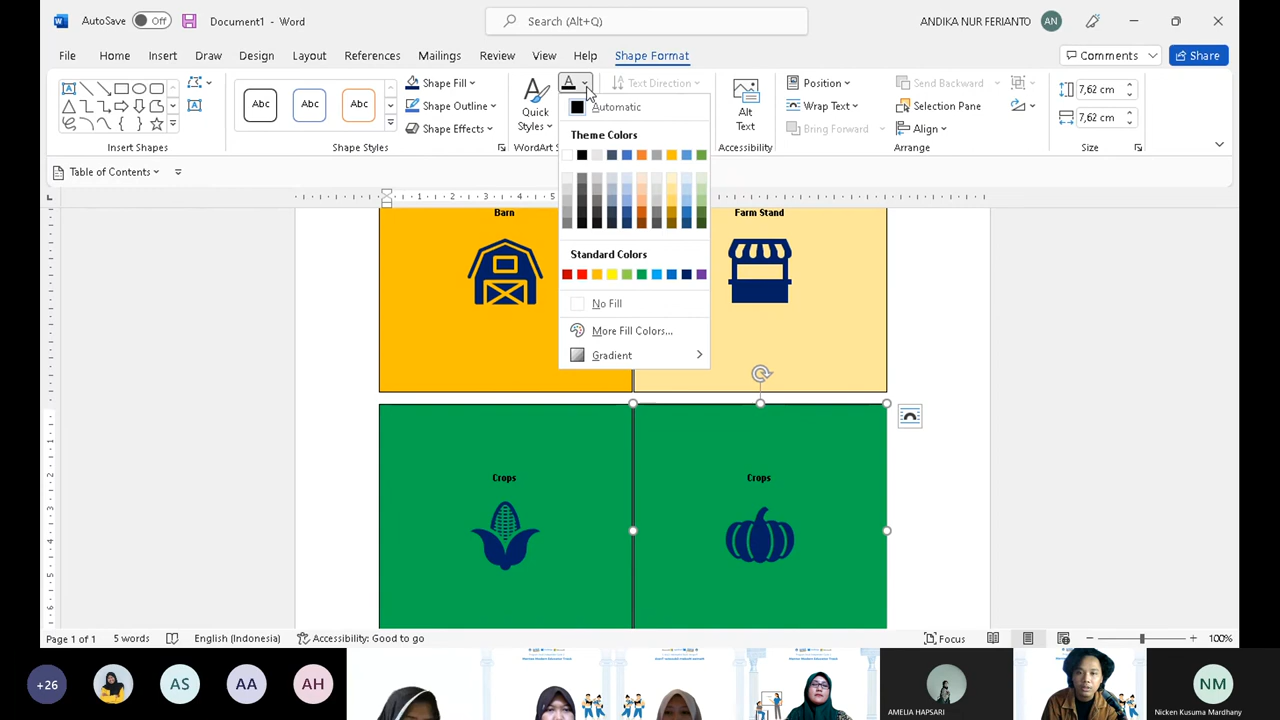 AutoSave Off Document1 - Word Search (Alt+Q) ANDIKA NUR FERIANTO AN
File Home Insert Draw Design Layout References Mailings Review View Help Shape Format Comments Share
Shape Fill Shape Outline Shape Effects
Abc Abc Abc
Quick Styles
Text Direction
Alt Text
Position Wrap Text Bring Forward
Send Backward Selection Pane Align
7,62 cm
7,62 cm
Insert Shapes Shape Styles WordArt S Accessibility Arrange Size
Table of Contents
Automatic
Theme Colors
Standard Colors
No Fill
More Fill Colors...
Gradient
Barn
Farm Stand
Crops
Crops
Page 1 of 1 5 words English (Indonesia) Accessibility: Good to go Focus 100%
+26 AS AA AH NM
AMELIA HAPSARI
Nicken Kusuma Mardhany